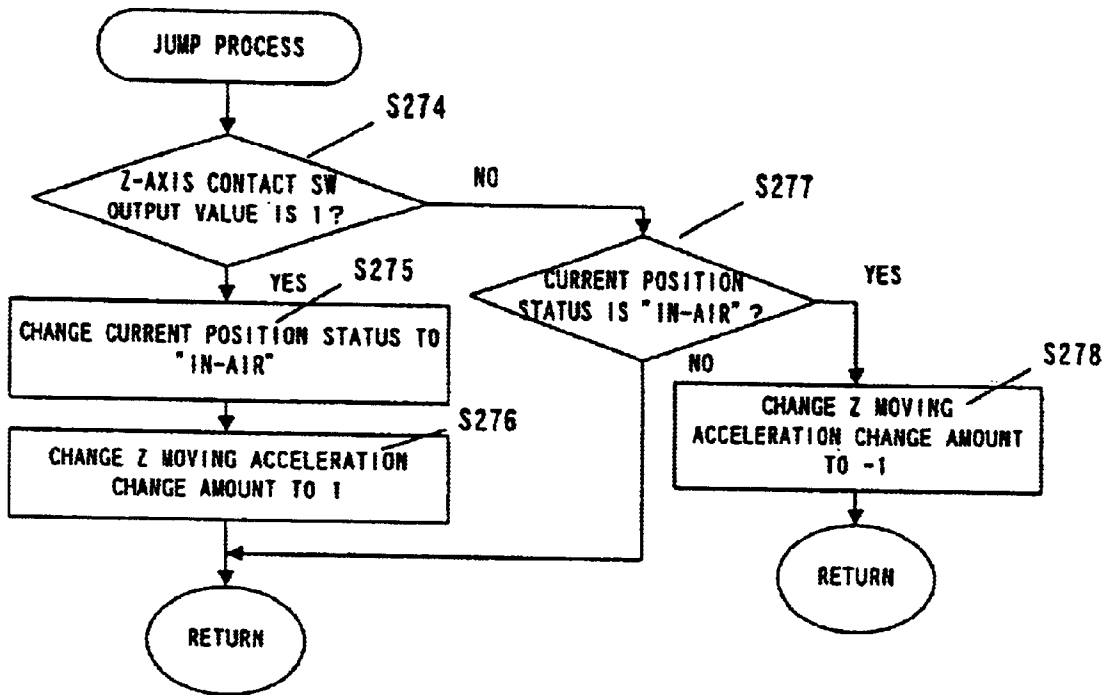 JUMP PROCESS
S274
Z-AXIS CONTACT SW
OUTPUT VALUE IS 1?
NO
S277
YES
S275
CURRENT POSITION
STATUS IS "IN-AIR"?
YES
CHANGE CURRENT POSITION STATUS TO
"IN-AIR"
NO
S278
S276
CHANGE Z MOVING ACCELERATION
CHANGE AMOUNT TO 1
CHANGE Z MOVING
ACCELERATION CHANGE AMOUNT
TO -1
RETURN
RETURN